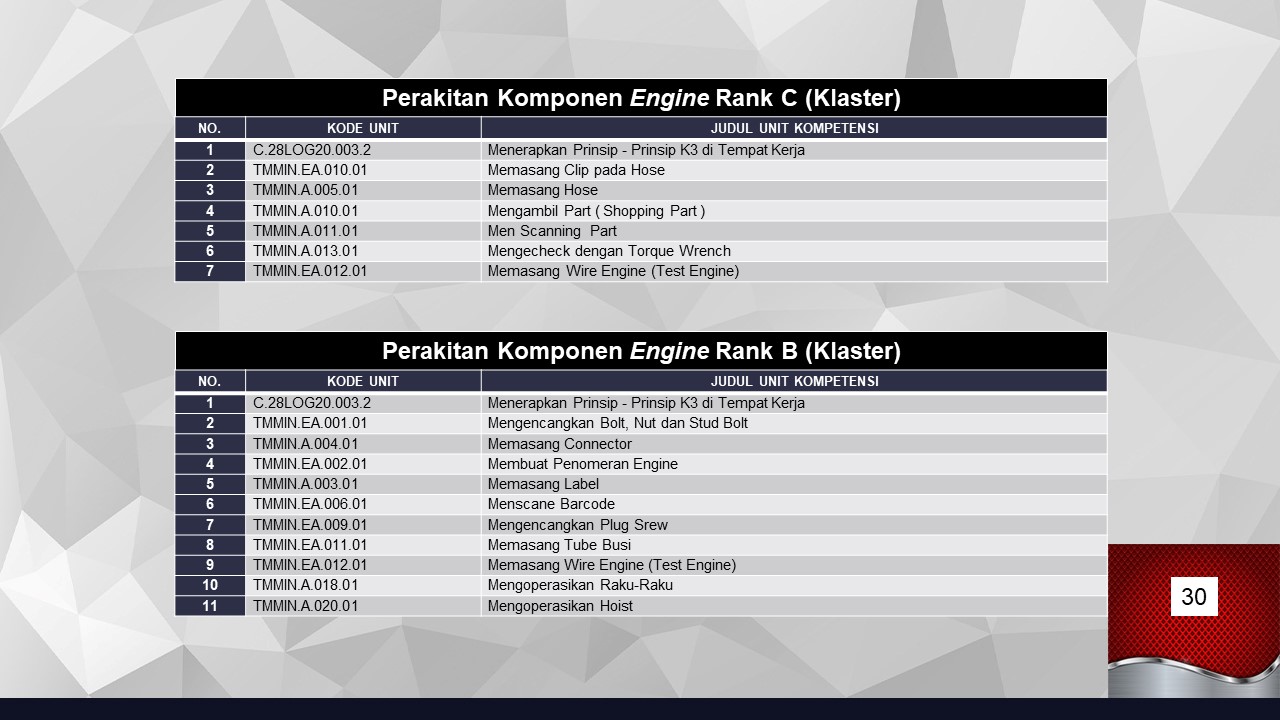 Perakitan Komponen Engine Rank C (Klaster)
NO. KODE UNIT JUDUL UNIT KOMPETENSI
1 C.28LOG20.003.2 Menerapkan Prinsip - Prinsip K3 di Tempat Kerja
2 TMMIN.EA.010.01 Memasang Clip pada Hose
3 TMMIN.A.005.01 Memasang Hose
4 TMMIN.A.010.01 Mengambil Part ( Shopping Part )
5 TMMIN.A.011.01 Men Scanning Part
6 TMMIN.A.013.01 Mengecheck dengan Torque Wrench
7 TMMIN.EA.012.01 Memasang Wire Engine (Test Engine)
Perakitan Komponen Engine Rank B (Klaster)
NO. KODE UNIT JUDUL UNIT KOMPETENSI
1 C.28LOG20.003.2 Menerapkan Prinsip - Prinsip K3 di Tempat Kerja
2 TMMIN.EA.001.01 Mengencangkan Bolt, Nut dan Stud Bolt
3 TMMIN.A.004.01 Memasang Connector
4 TMMIN.EA.002.01 Membuat Penomeran Engine
5 TMMIN.A.003.01 Memasang Label
6 TMMIN.EA.006.01 Menscane Barcode
7 TMMIN.EA.009.01 Mengencangkan Plug Srew
8 TMMIN.EA.011.01 Memasang Tube Busi
9 TMMIN.EA.012.01 Memasang Wire Engine (Test Engine)
10 TMMIN.A.018.01 Mengoperasikan Raku-Raku
11 TMMIN.A.020.01 Mengoperasikan Hoist
30